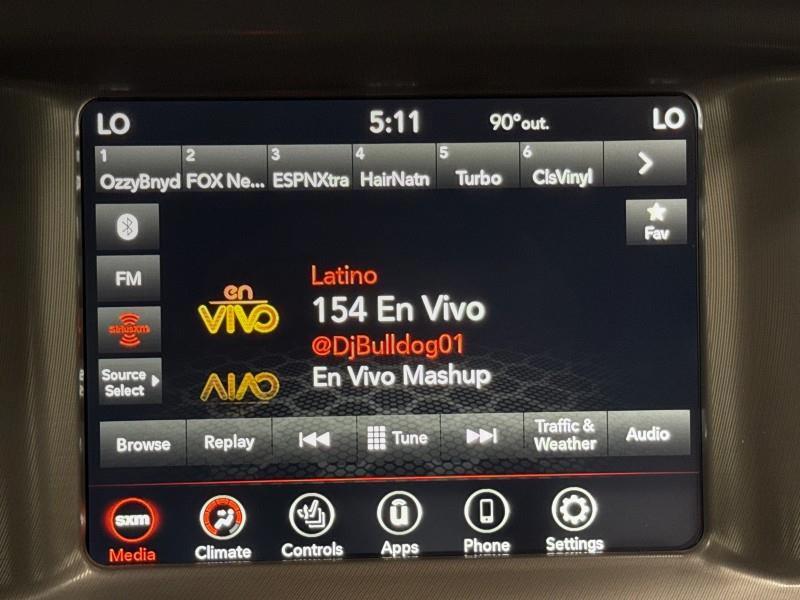 LO 5:11 90°out. LO
1 2 3 4 5 6
OzzyBnyd FOX Ne... ESPNXtra HairNatn Turbo ClsVinyl
Fav
FM
siriusxm
Source
Select
en
VIVO
Latino
154 En Vivo
@DjBulldog01
En Vivo Mashup
Browse Replay Tune Traffic & Audio
Weather
sxm
Media Climate Controls Apps Phone Settings